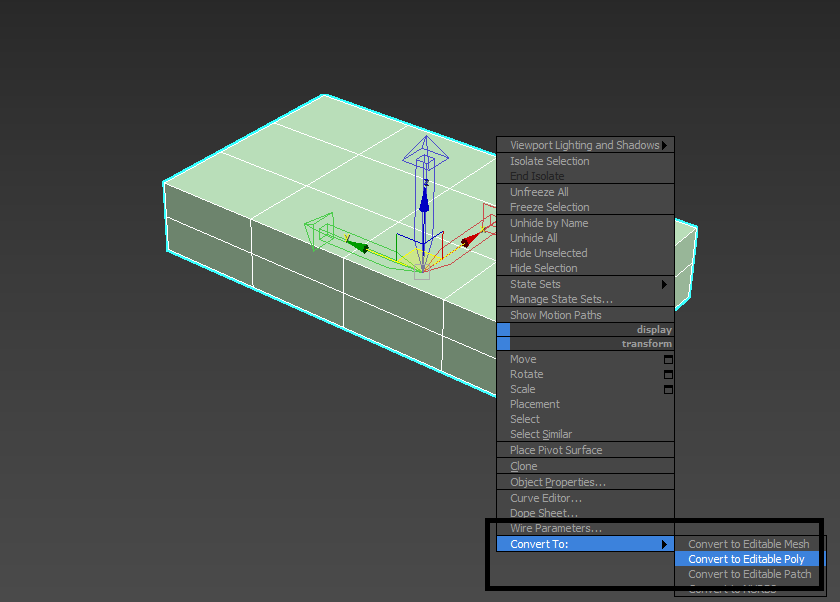 Viewport Lighting and Shadows
Isolate Selection
End Isolate
Unfreeze All
Freeze Selection
Unhide by Name
Unhide All
Hide Unselected
Hide Selection
State Sets
Manage State Sets...
Show Motion Paths
display
transform
Move
Rotate
Scale
Placement
Select
Select Similar
Place Pivot Surface
Clone
Object Properties...
Curve Editor...
Dope Sheet...
Wire Parameters...
Convert To:
Convert to Editable Mesh
Convert to Editable Poly
Convert to Editable Patch
Convert to NURBS